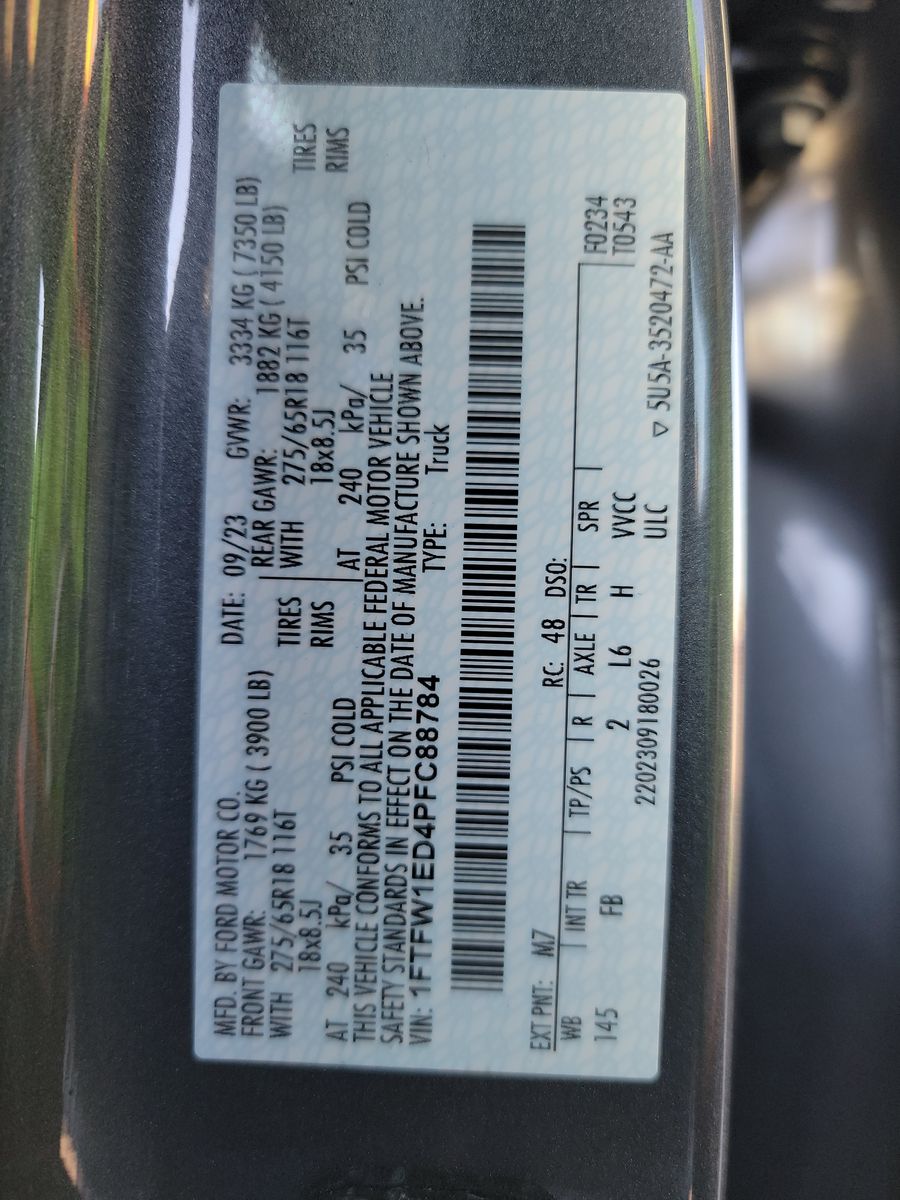 MFD. BY FORD MOTOR CO.
DATE: 09/23 GVWR: 3334 KG ( 7350 LB)
FRONT GAWR: 1769 KG ( 3900 LB)
REAR GAWR: 1882 KG ( 4150 LB)
WITH 275/65R18 116T TIRES
WITH 275/65R18 116T TIRES
18x8.5J RIMS
18x8.5J RIMS
AT 240 kPa/ 35 PSI COLD
AT 240 kPa/ 35 PSI COLD
THIS VEHICLE CONFORMS TO ALL APPLICABLE FEDERAL MOTOR VEHICLE
SAFETY STANDARDS IN EFFECT ON THE DATE OF MANUFACTURE SHOWN ABOVE.
VIN: 1FTFW1ED4PFC88784 TYPE: Truck
EXT PNT: M7 RC: 48 DSO:
WB INT TR TP/PS R AXLE TR SPR F0234
145 FB 2 L6 H VVCC T0543
2202309180026 ULC ▽ 5U5A-3520472-AA